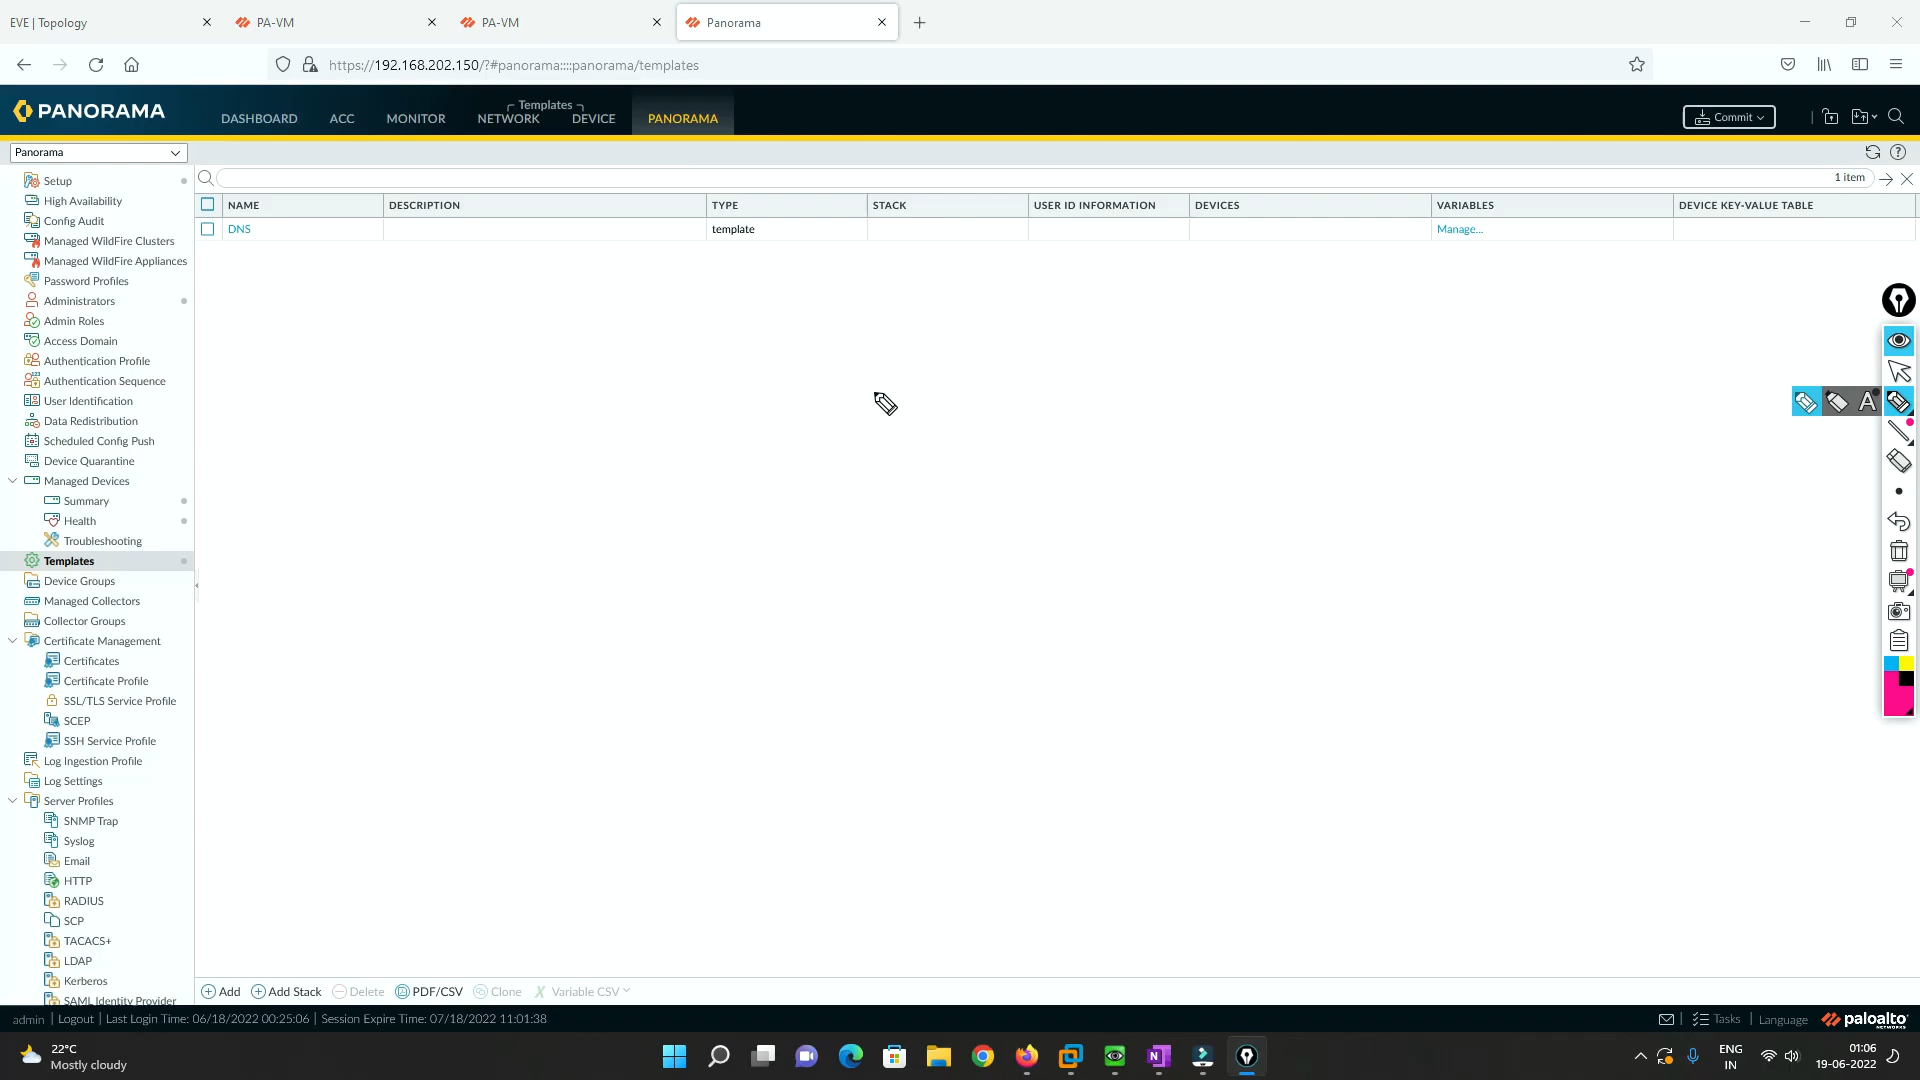 EVE | Topology
PA-VM
PA-VM
Panorama
https://192.168.202.150/?#panorama::::panorama/templates
PANORAMA
DASHBOARD
ACC
MONITOR
Templates
NETWORK
DEVICE
PANORAMA
Commit
Panorama
1 item
NAME
DESCRIPTION
TYPE
STACK
USER ID INFORMATION
DEVICES
VARIABLES
DEVICE KEY-VALUE TABLE
DNS
template
Manage...
Setup
High Availability
Config Audit
Managed WildFire Clusters
Managed WildFire Appliances
Password Profiles
Administrators
Admin Roles
Access Domain
Authentication Profile
Authentication Sequence
User Identification
Data Redistribution
Scheduled Config Push
Device Quarantine
Managed Devices
Summary
Health
Troubleshooting
Templates
Device Groups
Managed Collectors
Collector Groups
Certificate Management
Certificates
Certificate Profile
SSL/TLS Service Profile
SCEP
SSH Service Profile
Log Ingestion Profile
Log Settings
Server Profiles
SNMP Trap
Syslog
Email
HTTP
RADIUS
SCP
TACACS+
LDAP
Kerberos
SAML Identity Provider
A
Add
Add Stack
Delete
PDF/CSV
Clone
Variable CSV
admin | Logout | Last Login Time: 06/18/2022 00:25:06 | Session Expire Time: 07/18/2022 11:01:38
Tasks | Language
paloalto
NETWORKS
22°C
Mostly cloudy
ENG
IN
01:06
19-06-2022